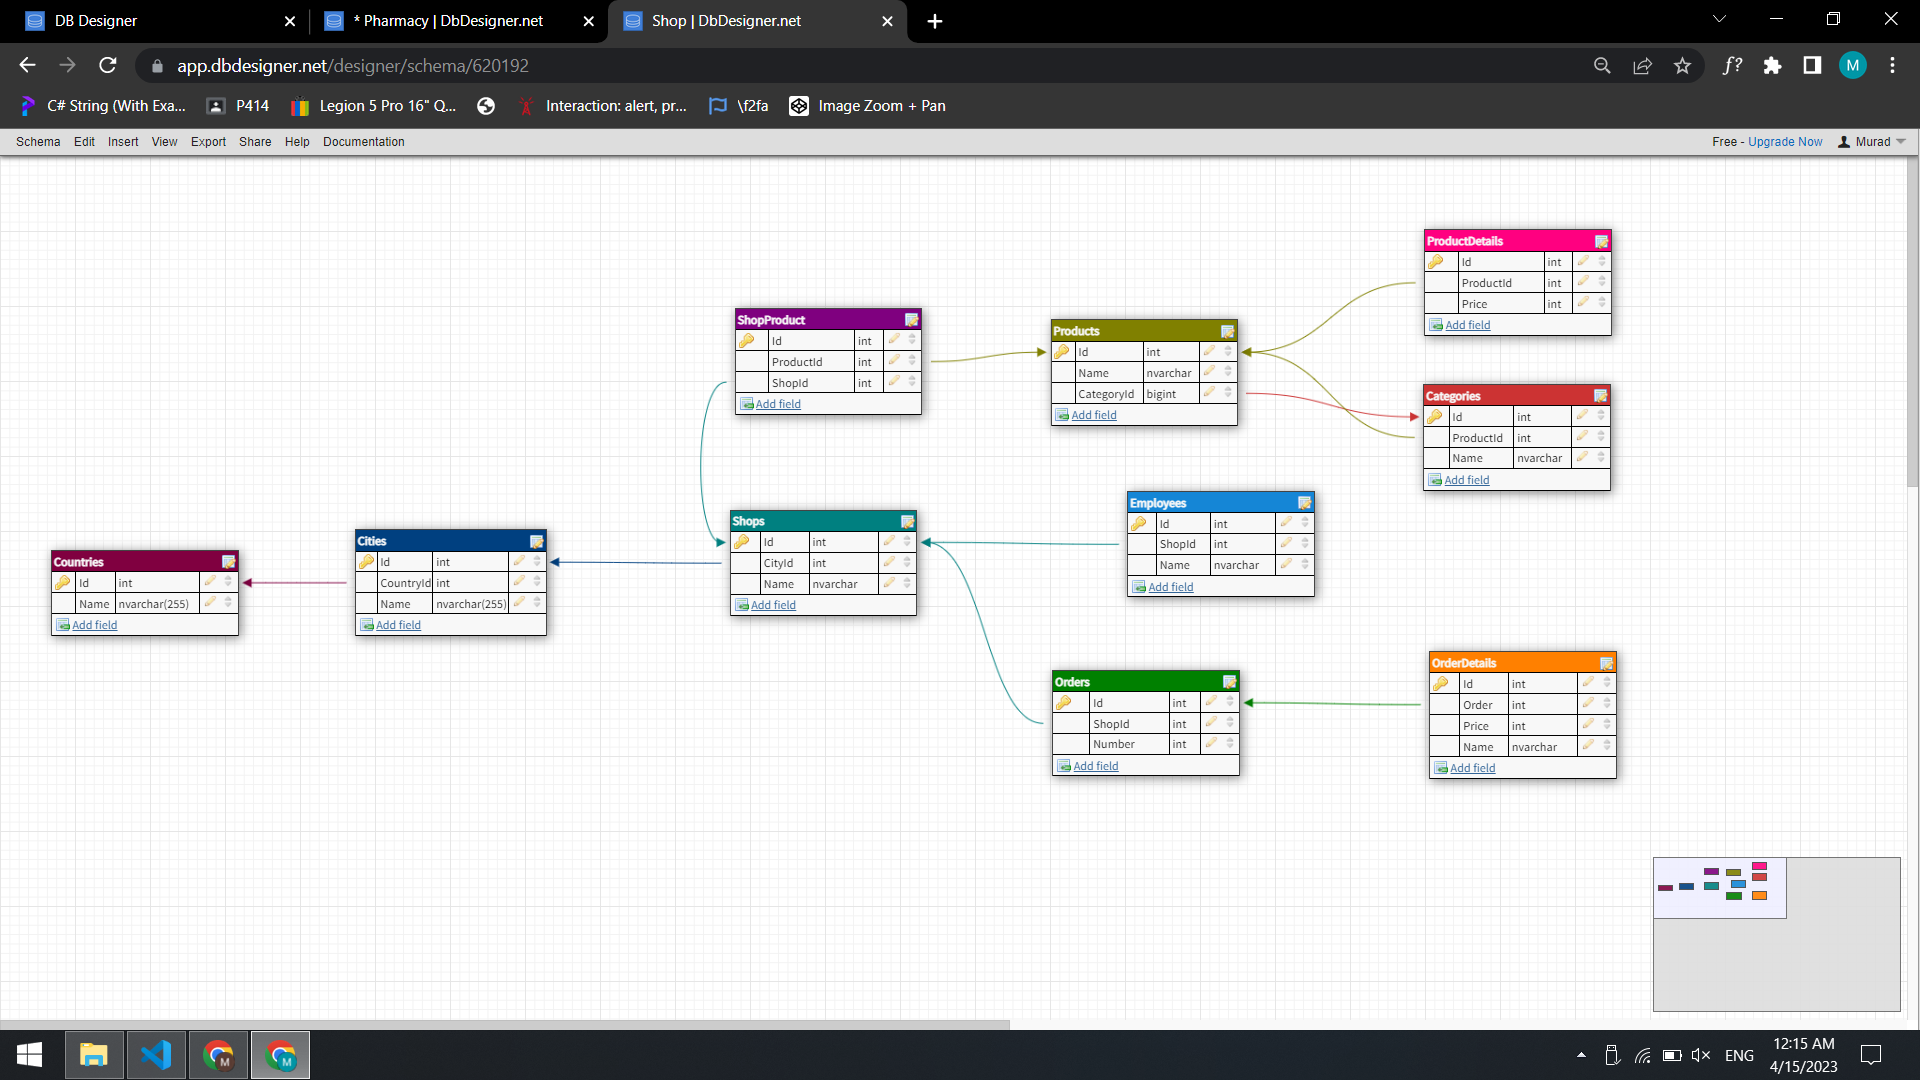 DB Designer
* Pharmacy | DbDesigner.net
Shop | DbDesigner.net
app.dbdesigner.net/designer/schema/620192
f?
M
C# String (With Exa...
P414
Legion 5 Pro 16" Q...
Interaction: alert, pr...
\f2fa
Image Zoom + Pan
Schema Edit Insert View Export Share Help Documentation
Free - Upgrade Now
Murad
ProductDetails
Id int
ProductId int
Price int
Add field
ShopProduct
Id int
ProductId int
ShopId int
Add field
Products
Id int
Name nvarchar
CategoryId bigint
Add field
Categories
Id int
ProductId int
Name nvarchar
Add field
Employees
Id int
ShopId int
Name nvarchar
Add field
Shops
Id int
CityId int
Name nvarchar
Add field
Cities
Id int
CountryId int
Name nvarchar(255)
Add field
Countries
Id int
Name nvarchar(255)
Add field
Orders
Id int
ShopId int
Number int
Add field
OrderDetails
Id int
Order int
Price int
Name nvarchar
Add field
M
M
ENG
12:15 AM
4/15/2023